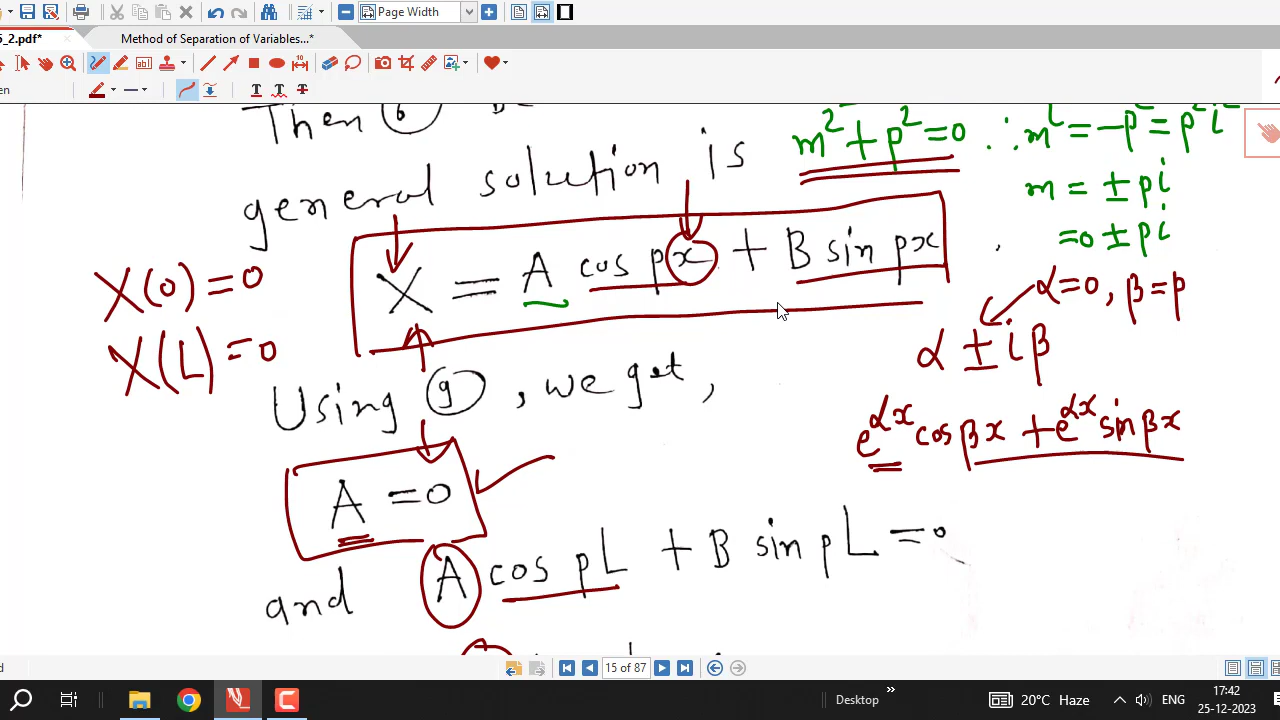 Page Width
5_2.pdf*
Method of Separation of Variables...*
Then (6)
general solution is
m² + p² = 0 ∴ m² = -p² = p²i²
m = ± pi
= 0 ± pi
X = A cos px + B sin px
α = 0, β = p
X(0) = 0
X(L) = 0
α ± iβ
Using (9), we get,
e^αx cos βx + e^αx sin βx
A = 0
and A cos pL + B sin pL = 0
15 of 87
Desktop
»
20°C Haze
ENG
17:42
25-12-2023